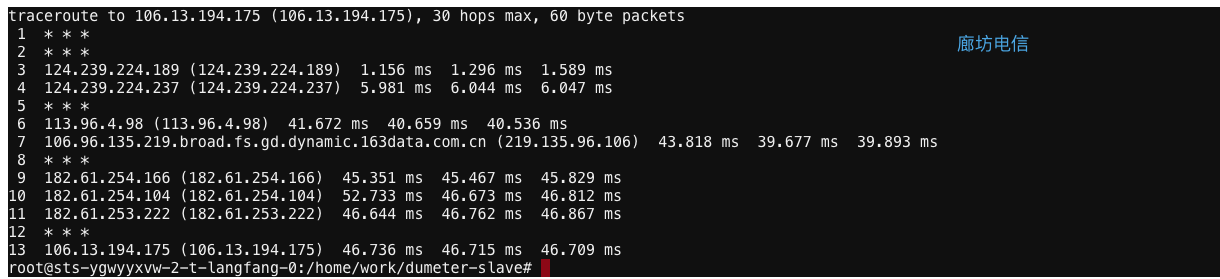 traceroute to 106.13.194.175 (106.13.194.175), 30 hops max, 60 byte packets
1 * * *
廊坊电信
2 * * *
3 124.239.224.189 (124.239.224.189) 1.156 ms 1.296 ms 1.589 ms
4 124.239.224.237 (124.239.224.237) 5.981 ms 6.044 ms 6.047 ms
5 * * *
6 113.96.4.98 (113.96.4.98) 41.672 ms 40.659 ms 40.536 ms
7 106.96.135.219.broad.fs.gd.dynamic.163data.com.cn (219.135.96.106) 43.818 ms 39.677 ms 39.893 ms
8 * * *
9 182.61.254.166 (182.61.254.166) 45.351 ms 45.467 ms 45.829 ms
10 182.61.254.104 (182.61.254.104) 52.733 ms 46.673 ms 46.812 ms
11 182.61.253.222 (182.61.253.222) 46.644 ms 46.762 ms 46.867 ms
12 * * *
13 106.13.194.175 (106.13.194.175) 46.736 ms 46.715 ms 46.709 ms
root@sts-ygwyyxvw-2-t-langfang-0:/home/work/dumeter-slave#